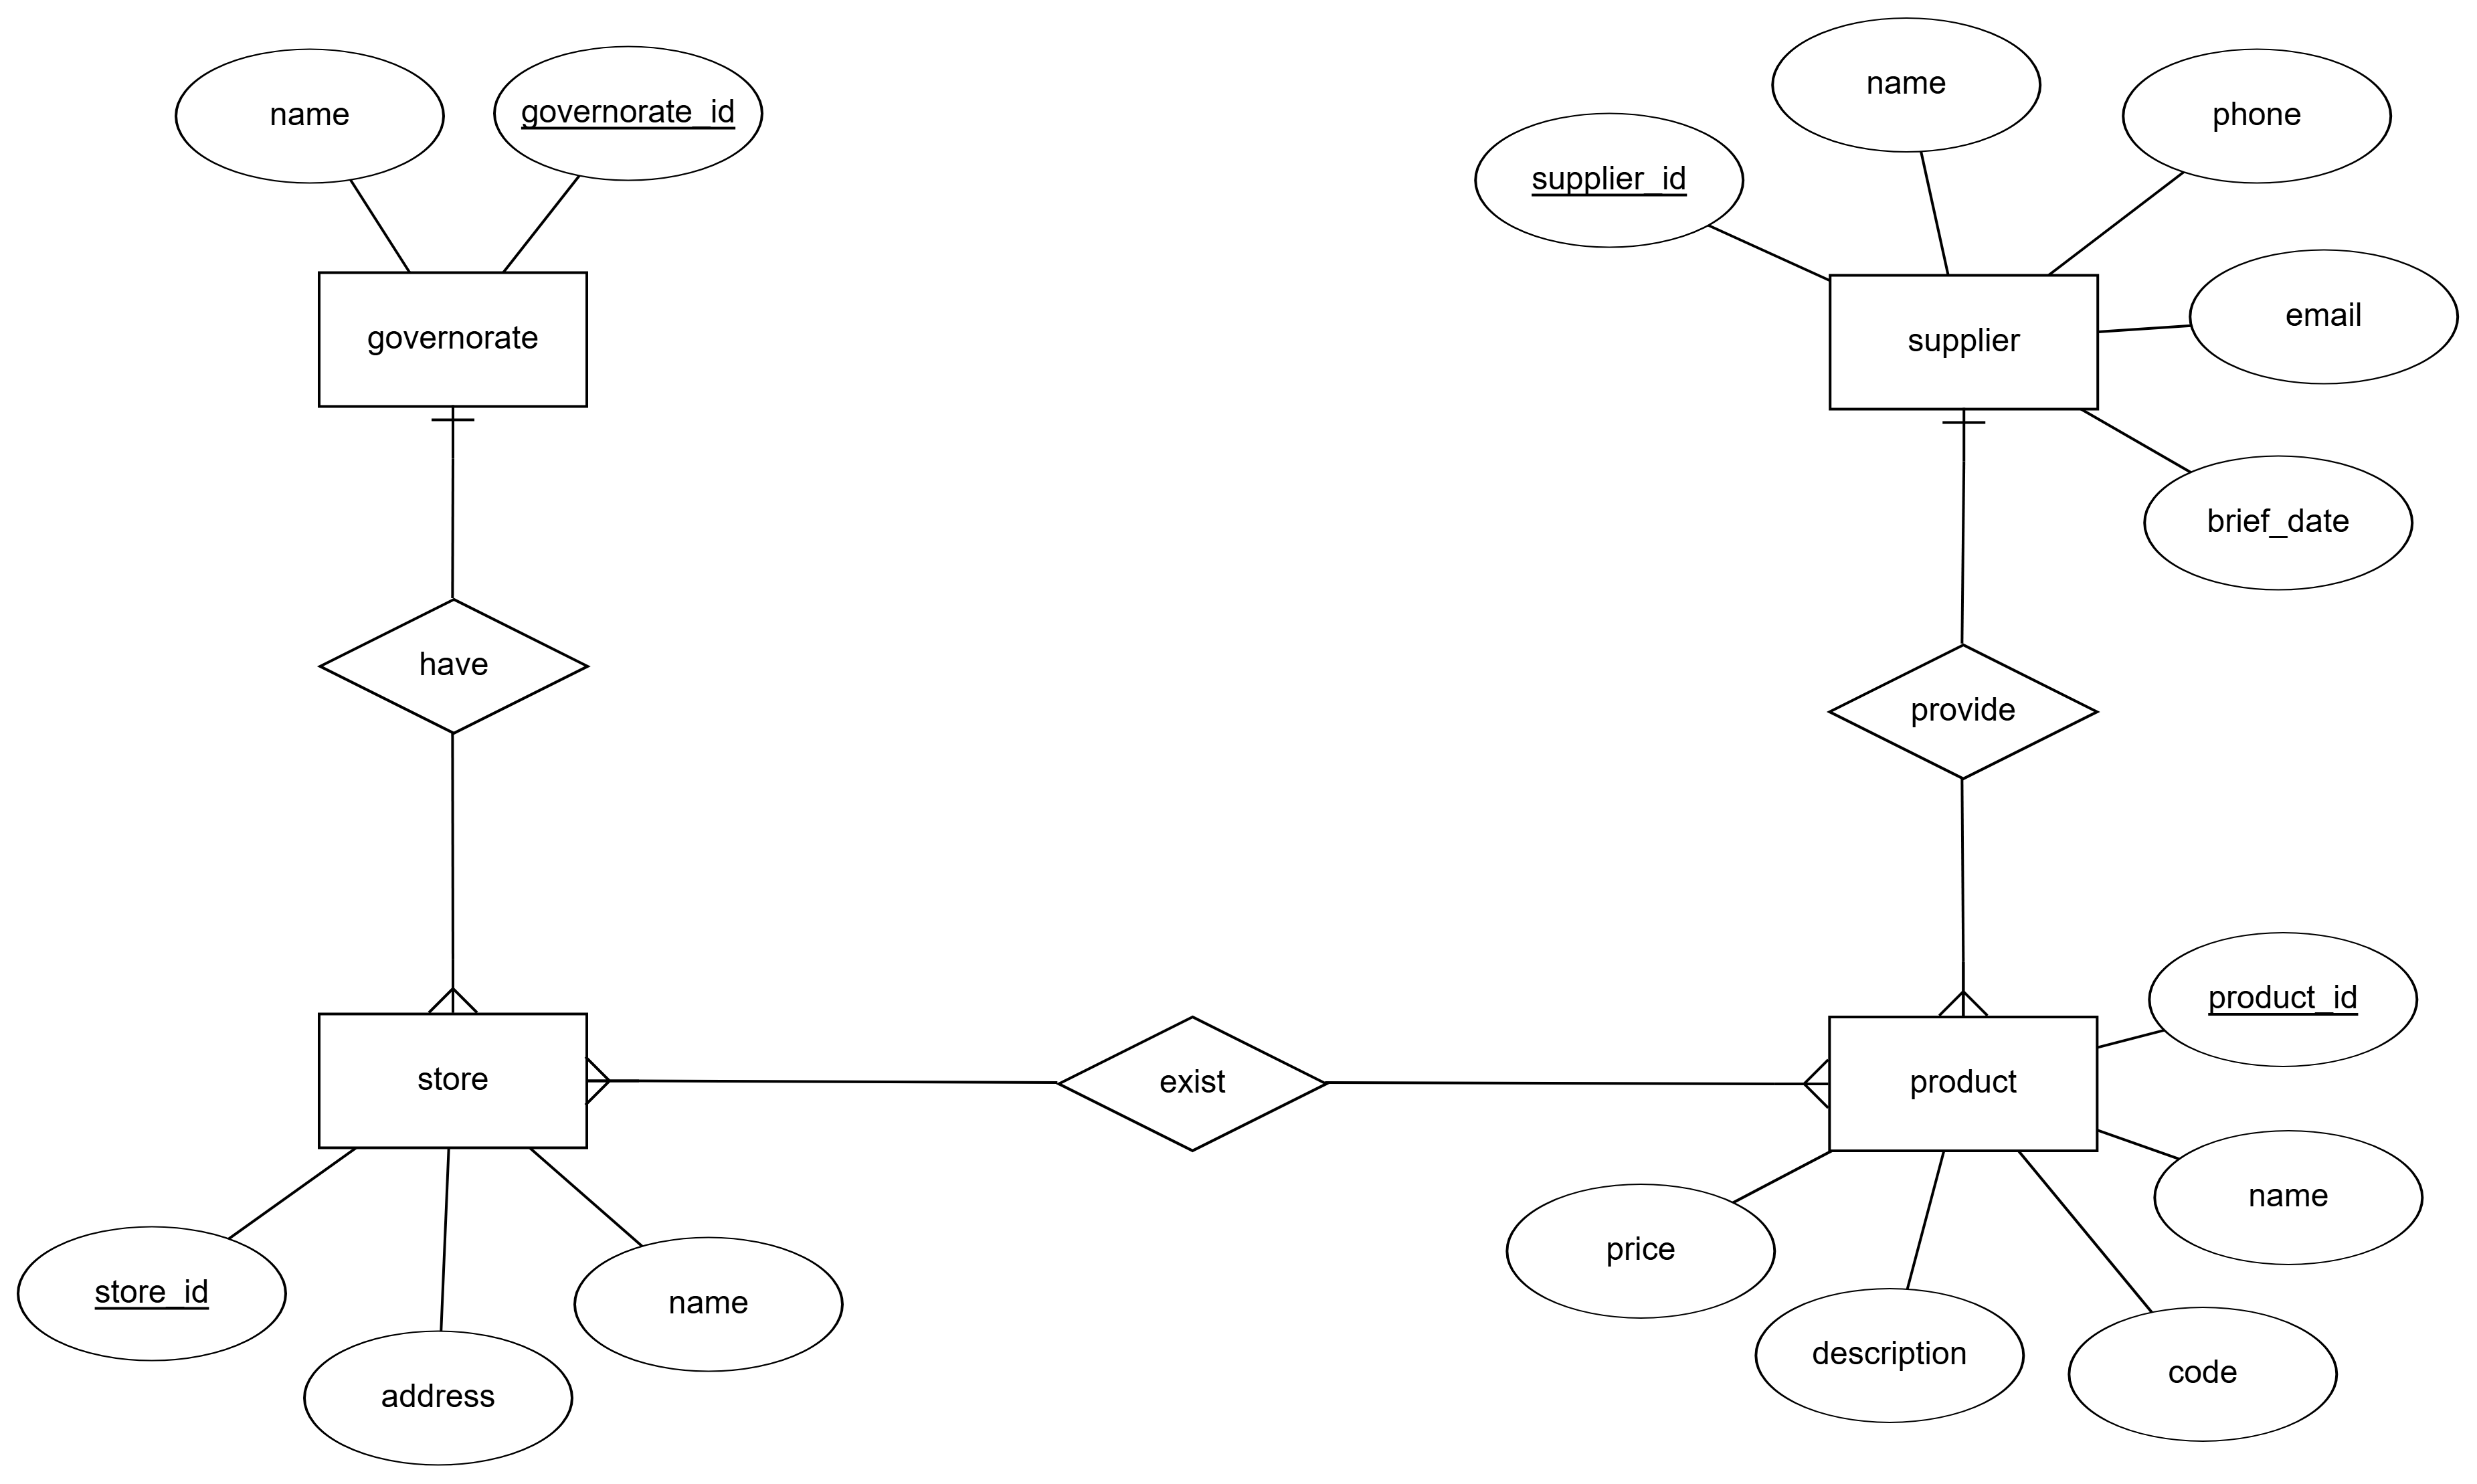 name
governorate_id
supplier_id
name
phone
email
governorate
supplier
brief_date
have
provide
product_id
store
exist
product
name
price
store_id
name
description
code
address